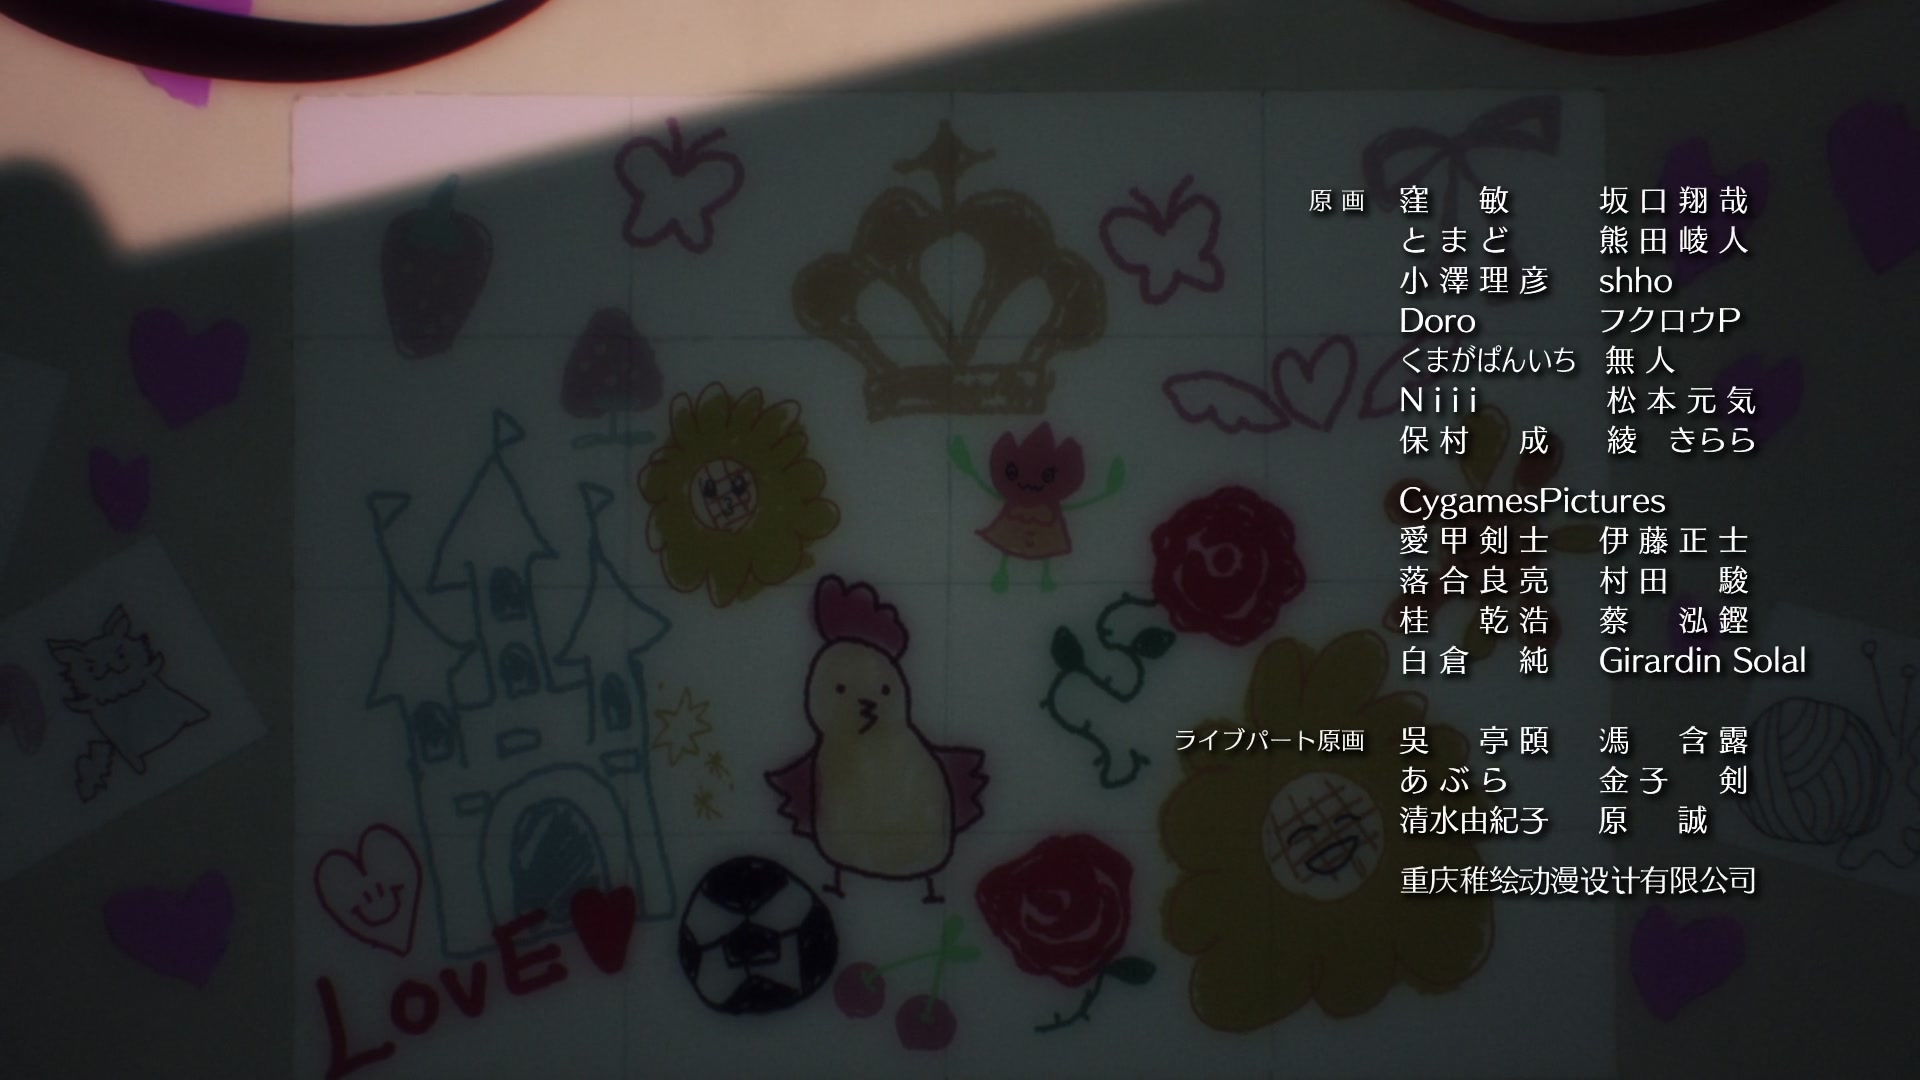 原画 窪 敏 坂口翔哉
とまど 熊田崚人
小澤理彦 shho
Doro フクロウP
くまがぱんいち 無人
Niii 松本元気
保村 成 綾 きらら
CygamesPictures
愛甲剣士 伊藤正士
落合良亮 村田 駿
桂 乾浩 蔡 泓鏗
白倉 純 Girardin Solal
ライブパート原画 吳 亭頤 馮 含露
あぶら 金子 剣
清水由紀子 原 誠
重庆稚绘动漫设计有限公司
LOVE